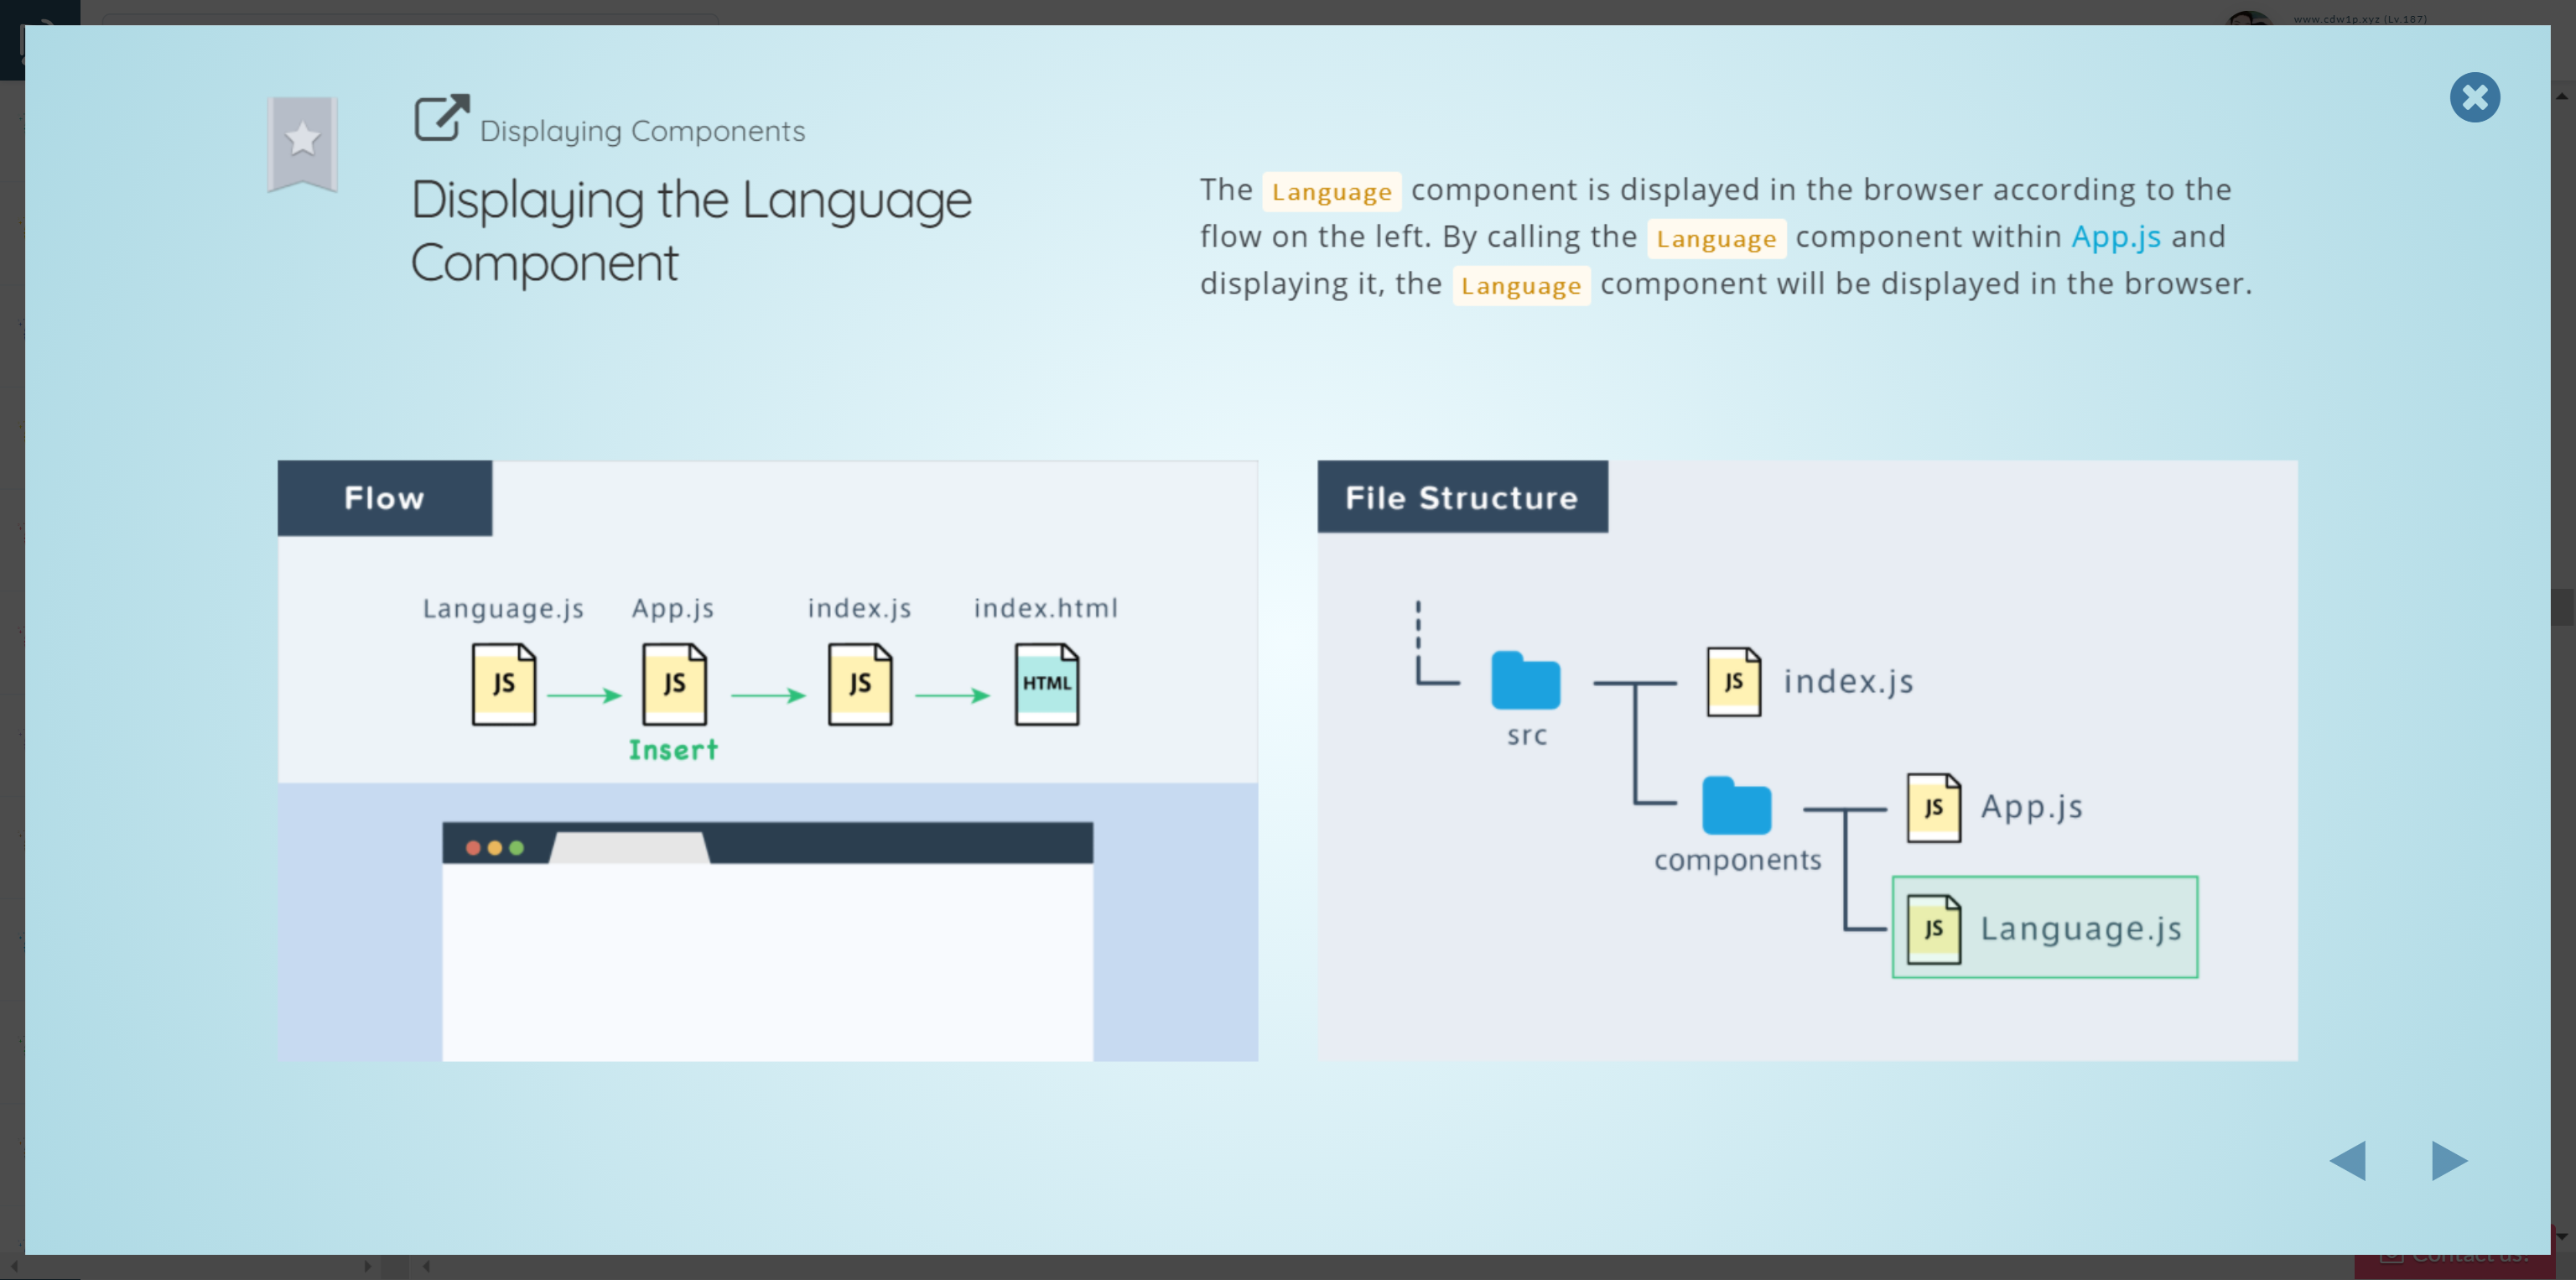 www.cdw1p.xyz (Lv.187)
Displaying Components
Displaying the Language
Component
The Language component is displayed in the browser according to the
flow on the left. By calling the Language component within App.js and
displaying it, the Language component will be displayed in the browser.
Flow
Language.js App.js index.js index.html
JS JS JS HTML
Insert
File Structure
JS index.js
src
JS App.js
components
JS Language.js
Contact us!